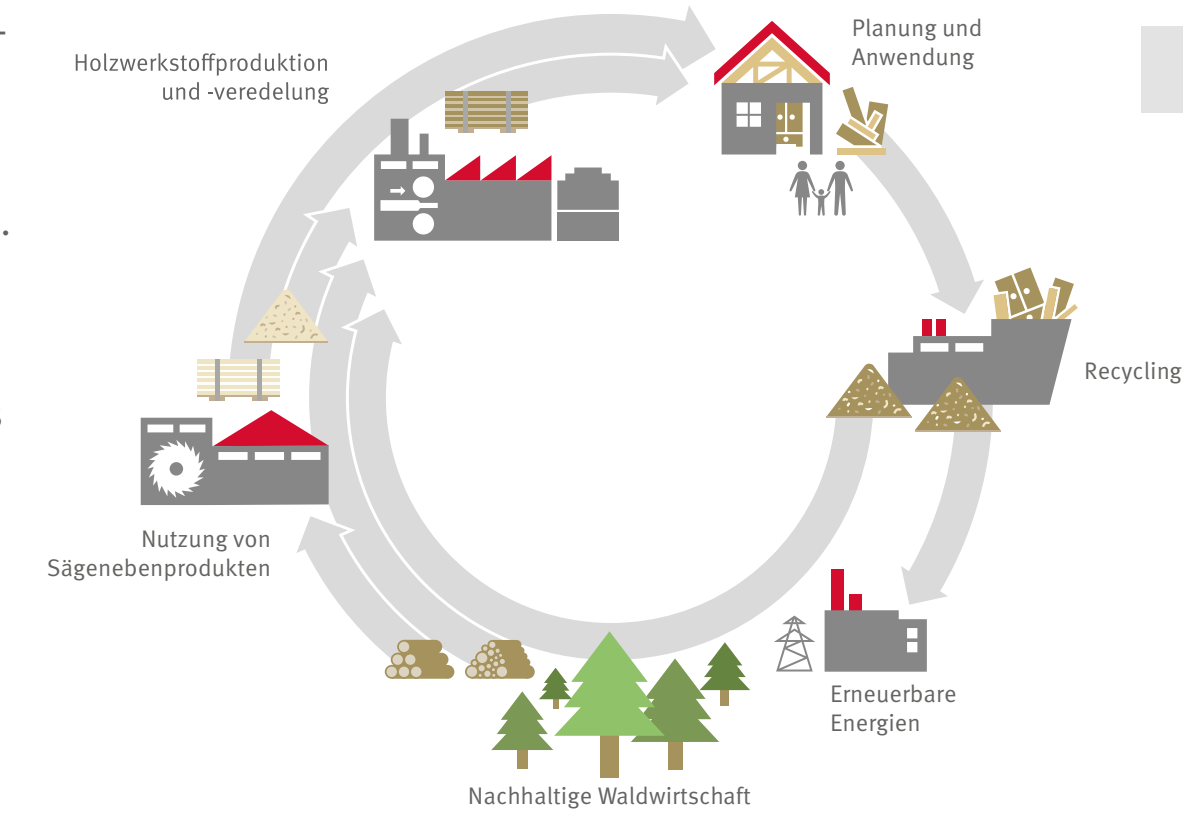 Holzwerkstoffproduktion
und -veredelung
Planung und
Anwendung
Recycling
Nutzung von
Sägenebenprodukten
Erneuerbare
Energien
Nachhaltige Waldwirtschaft